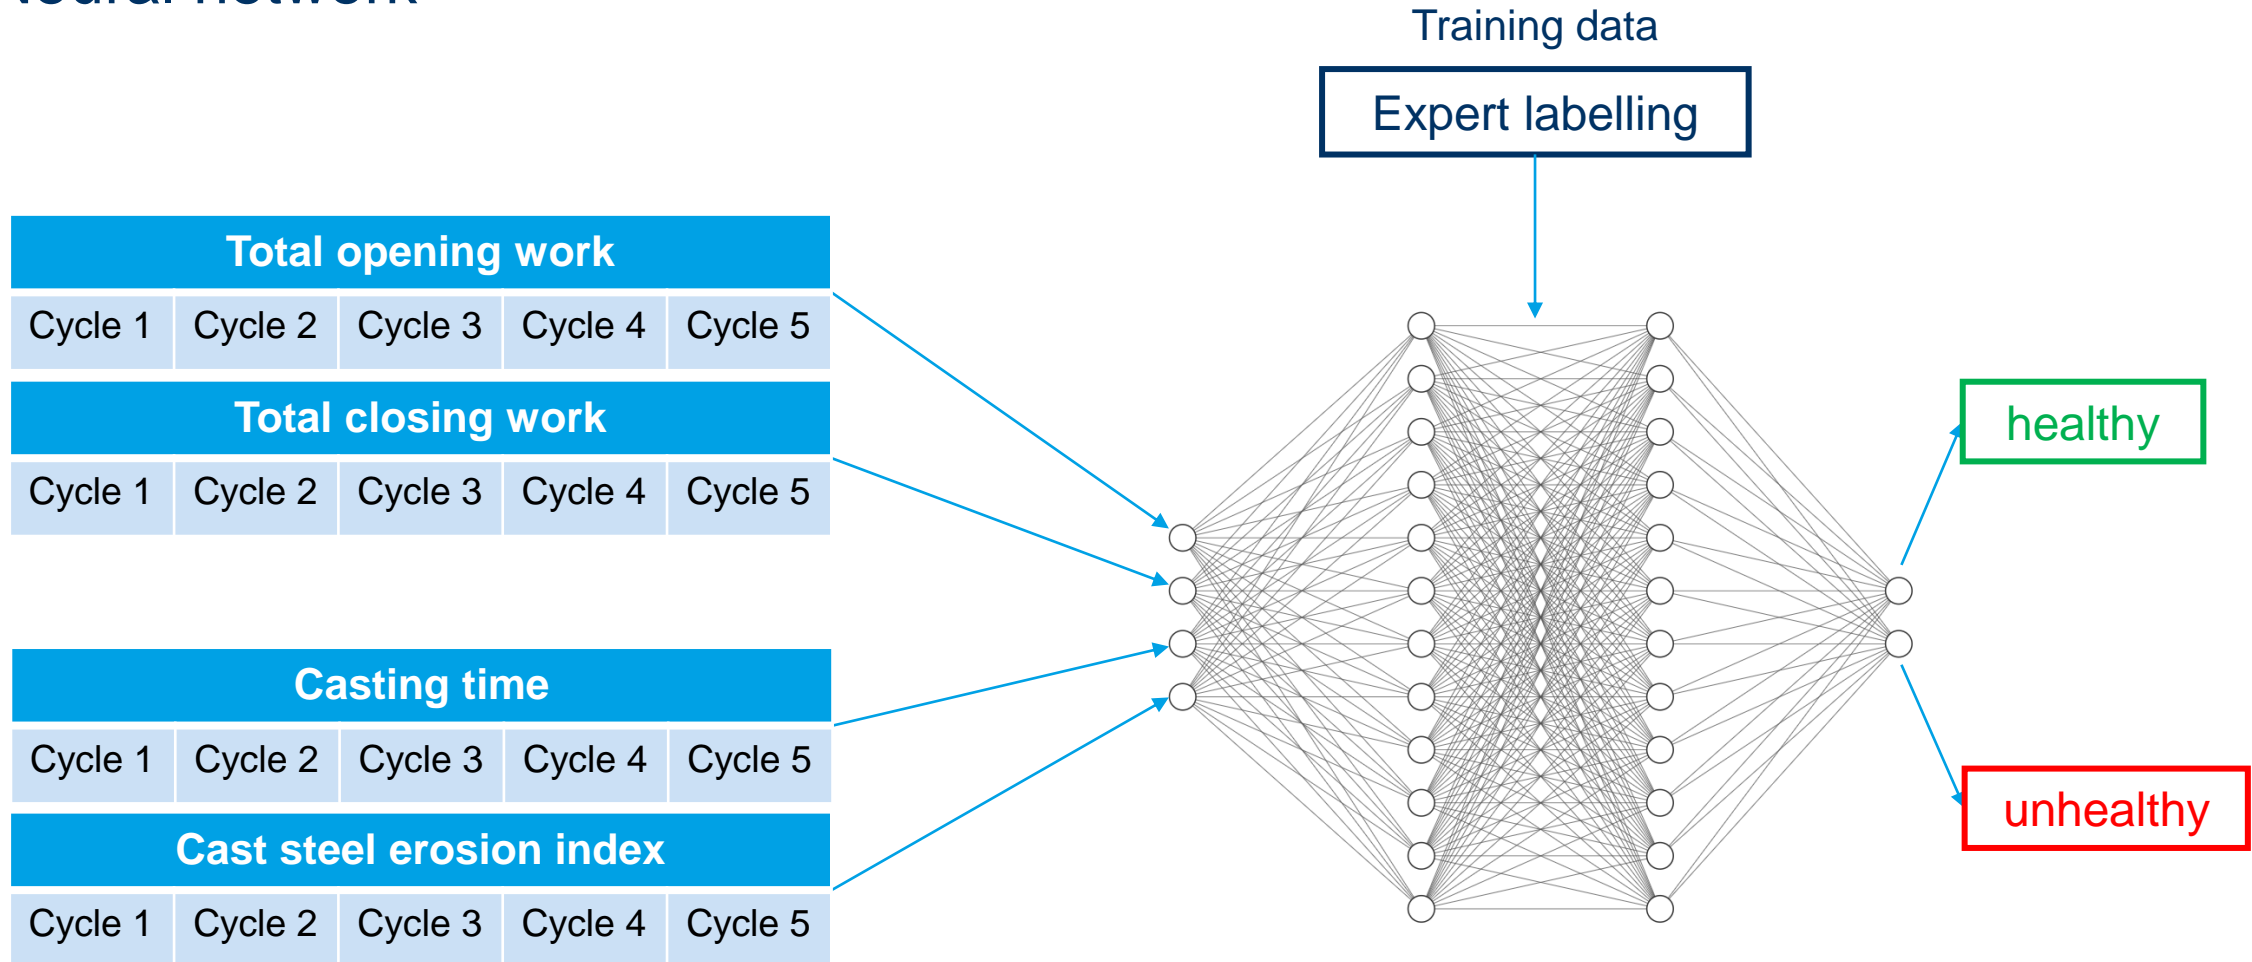 Neural network
Training data
Expert labelling
Total opening work
Cycle 1 Cycle 2 Cycle 3 Cycle 4 Cycle 5
Total closing work
Cycle 1 Cycle 2 Cycle 3 Cycle 4 Cycle 5
healthy
Casting time
Cycle 1 Cycle 2 Cycle 3 Cycle 4 Cycle 5
unhealthy
Cast steel erosion index
Cycle 1 Cycle 2 Cycle 3 Cycle 4 Cycle 5